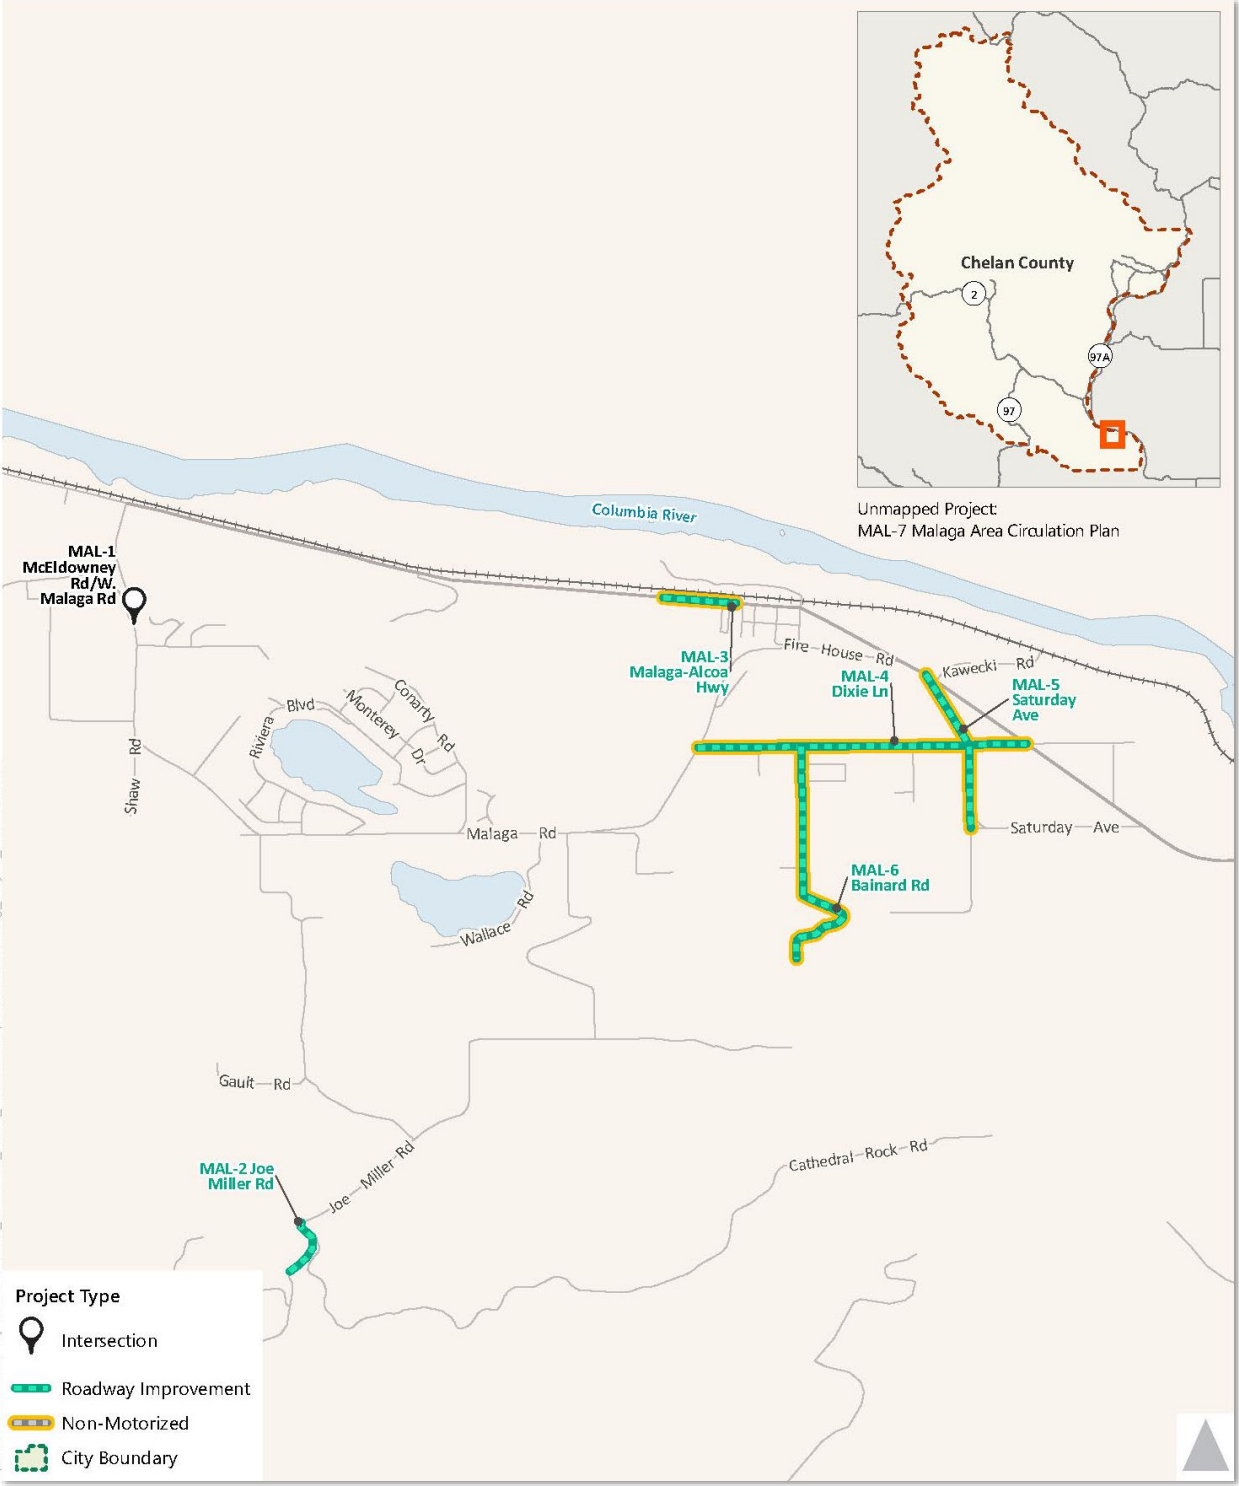 Chelan County
2
97A
97
Unmapped Project:
MAL-7 Malaga Area Circulation Plan
Columbia River
MAL-1
McEldowney
Rd/W.
Malaga Rd
MAL-3
Malaga-Alcoa
Hwy
Fire House Rd
Kawecki Rd
MAL-4
Dixie Ln
MAL-5
Saturday
Ave
Conarty Rd
Monterey Dr
Riviera Blvd
Shaw Rd
Malaga Rd
Saturday Ave
MAL-6
Bainard Rd
Wallace Rd
Gault Rd
Joe Miller Rd
Cathedral Rock Rd
MAL-2 Joe
Miller Rd
Project Type
Intersection
Roadway Improvement
Non-Motorized
City Boundary